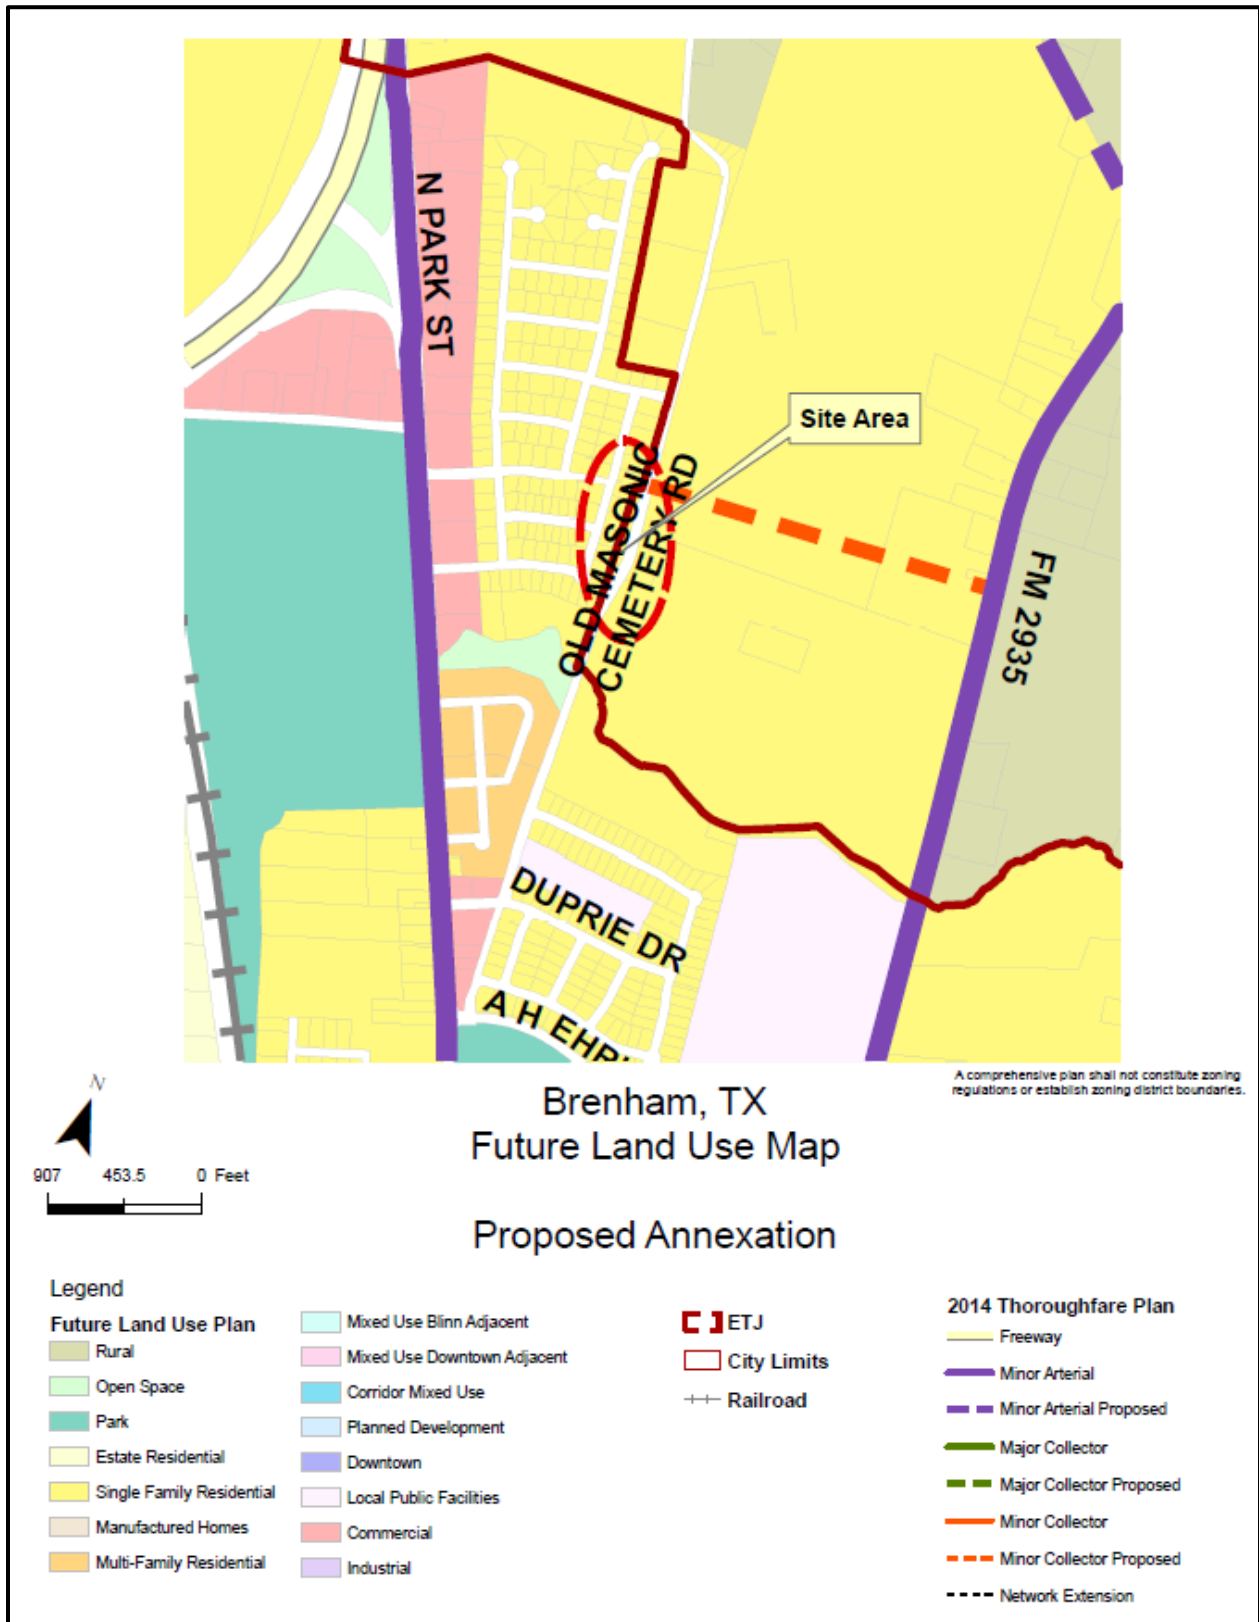 N PARK ST
Site Area
OLD MASONIC
CEMETERY RD
FM 2935
DUPRIE DR
A H EHRI
A comprehensive plan shall not constitute zoning
regulations or establish zoning district boundaries.
N
Brenham, TX
Future Land Use Map
907 453.5 0 Feet
Proposed Annexation
Legend
Future Land Use Plan
Rural
Open Space
Park
Estate Residential
Single Family Residential
Manufactured Homes
Multi-Family Residential
Mixed Use Blinn Adjacent
Mixed Use Downtown Adjacent
Corridor Mixed Use
Planned Development
Downtown
Local Public Facilities
Commercial
Industrial
ETJ
City Limits
Railroad
2014 Thoroughfare Plan
Freeway
Minor Arterial
Minor Arterial Proposed
Major Collector
Major Collector Proposed
Minor Collector
Minor Collector Proposed
Network Extension